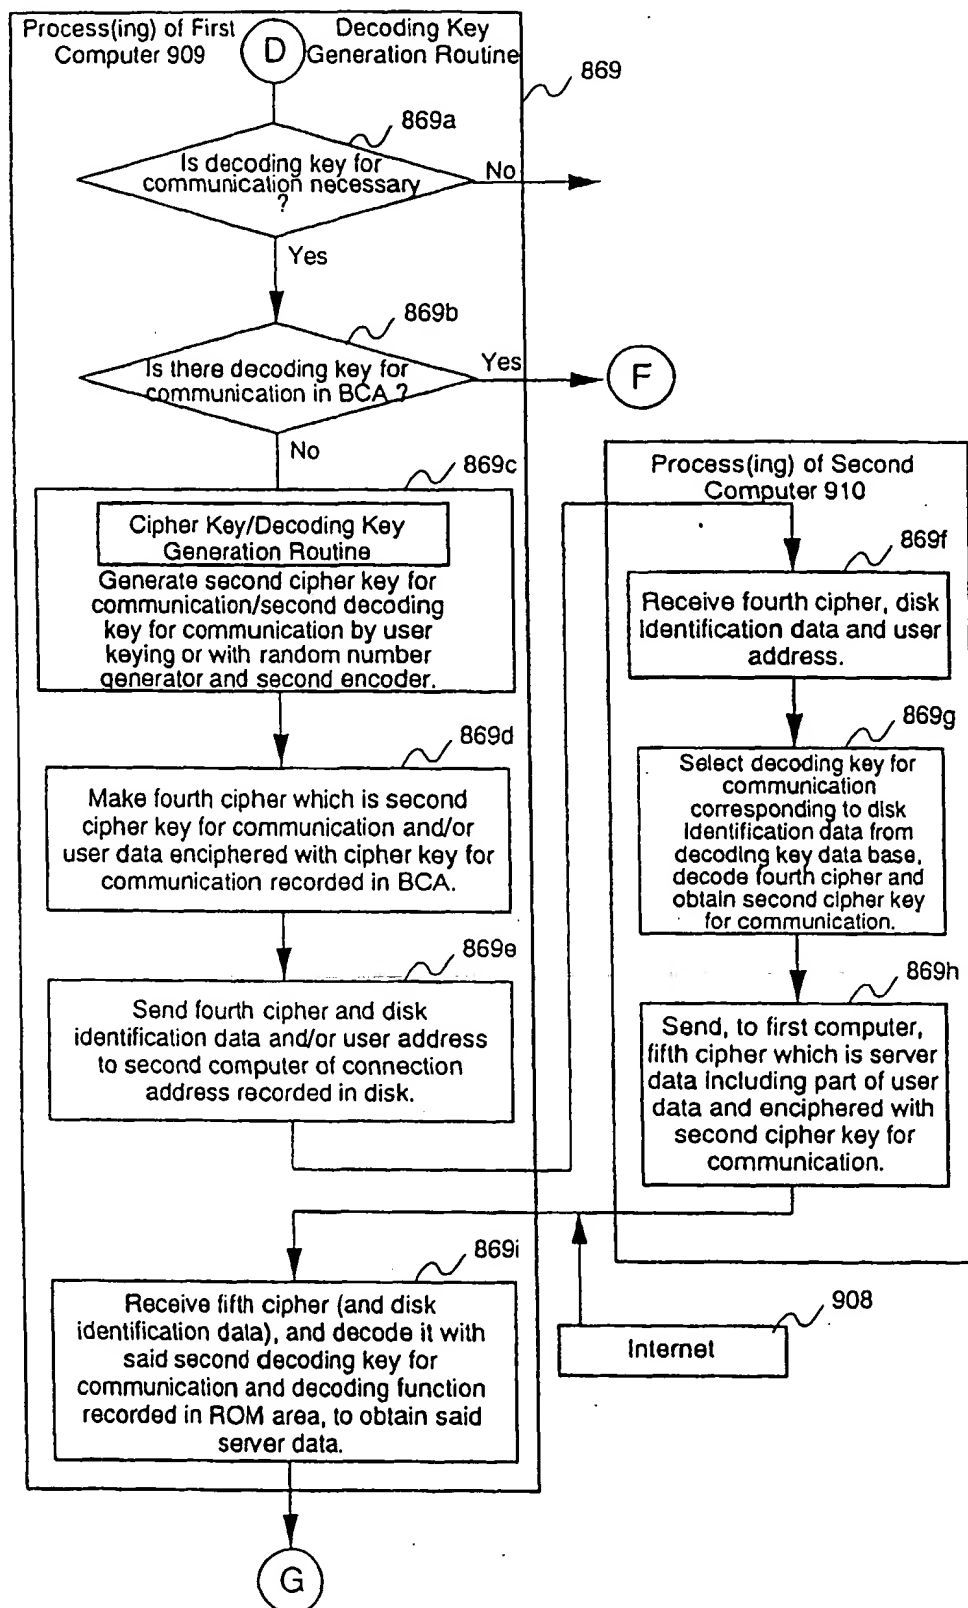 Process(ing) of First
Computer 909
D
Decoding Key
Generation Routine
869
869a
Is decoding key for
communication necessary
?
No
Yes
869b
Is there decoding key for
communication in BCA ?
Yes
F
No
869c
Cipher Key/Decoding Key
Generation Routine
Generate second cipher key for
communication/second decoding
key for communication by user
keying or with random number
generator and second encoder.
869d
Make fourth cipher which is second
cipher key for communication and/or
user data enciphered with cipher key for
communication recorded in BCA.
869e
Send fourth cipher and disk
identification data and/or user address
to second computer of connection
address recorded in disk.
Process(ing) of Second
Computer 910
869f
Receive fourth cipher, disk
identification data and user
address.
869g
Select decoding key for
communication
corresponding to disk
identification data from
decoding key data base,
decode fourth cipher and
obtain second cipher key
for communication.
869h
Send, to first computer,
fifth cipher which is server
data including part of user
data and enciphered with
second cipher key for
communication.
869i
Receive fifth cipher (and disk
identification data), and decode it with
said second decoding key for
communication and decoding function
recorded in ROM area, to obtain said
server data.
908
Internet
G